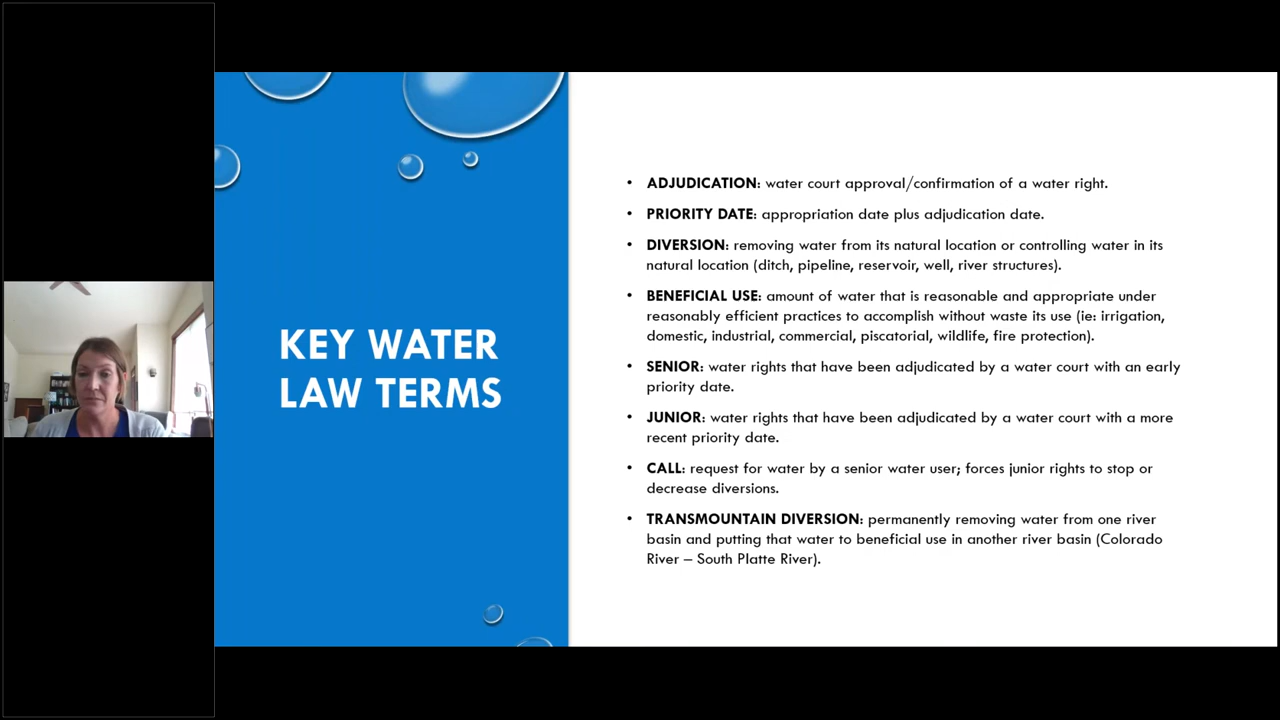 KEY WATER
LAW TERMS
• ADJUDICATION: water court approval/confirmation of a water right.
• PRIORITY DATE: appropriation date plus adjudication date.
• DIVERSION: removing water from its natural location or controlling water in its
natural location (ditch, pipeline, reservoir, well, river structures).
• BENEFICIAL USE: amount of water that is reasonable and appropriate under
reasonably efficient practices to accomplish without waste its use (ie: irrigation,
domestic, industrial, commercial, piscatorial, wildlife, fire protection).
• SENIOR: water rights that have been adjudicated by a water court with an early
priority date.
• JUNIOR: water rights that have been adjudicated by a water court with a more
recent priority date.
• CALL: request for water by a senior water user; forces junior rights to stop or
decrease diversions.
• TRANSMOUNTAIN DIVERSION: permanently removing water from one river
basin and putting that water to beneficial use in another river basin (Colorado
River – South Platte River).